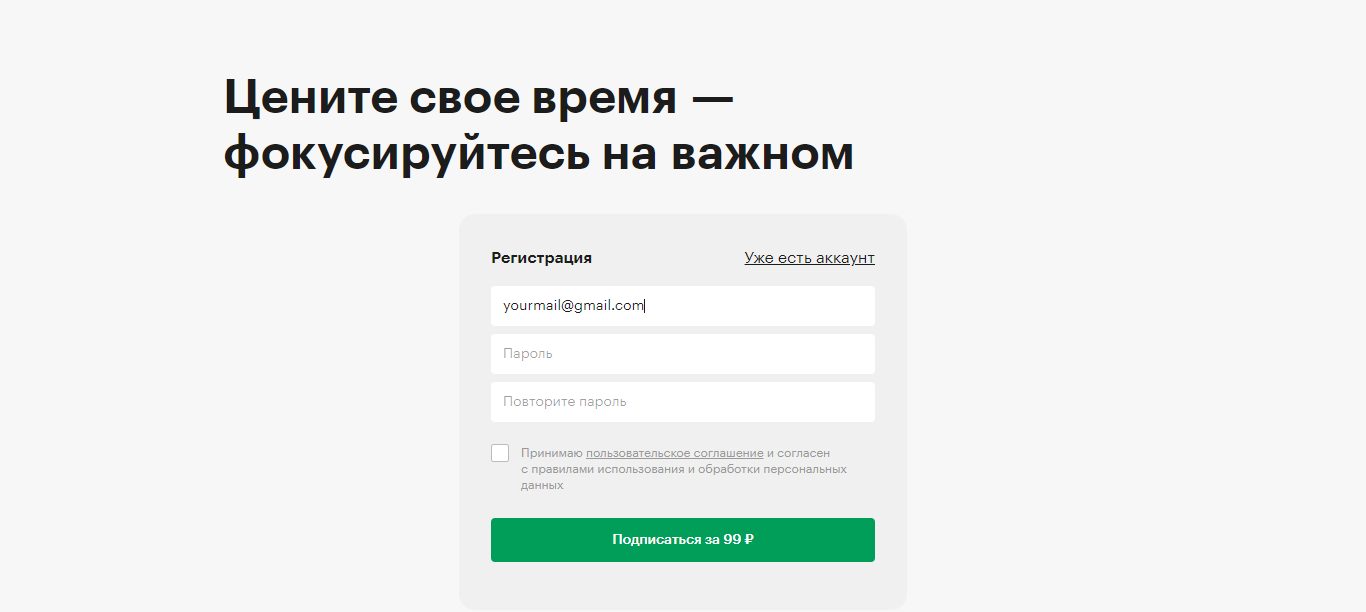 Цените свое время —
фокусируйтесь на важном
Регистрация
Уже есть аккаунт
yourmail@gmail.com
Пароль
Повторите пароль
Принимаю пользовательское соглашение и согласен
с правилами использования и обработки персональных
данных
Подписаться за 99 ₽